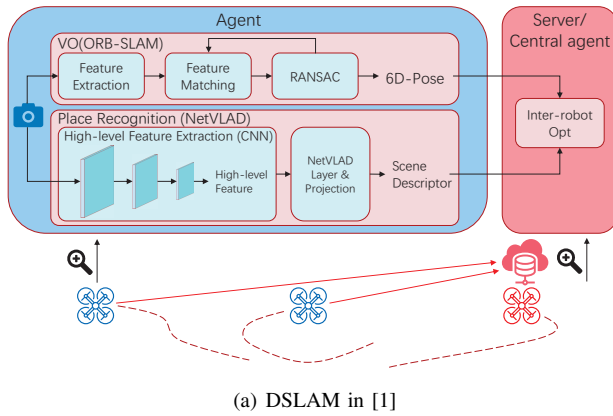 Agent
Server/
Central agent
VO(ORB-SLAM)
Feature
Extraction
Feature
Matching
RANSAC
6D-Pose
Inter-robot
Opt
Place Recognition (NetVLAD)
High-level Feature Extraction (CNN)
High-level
Feature
NetVLAD
Layer &
Projection
Scene
Descriptor
(a) DSLAM in [1]